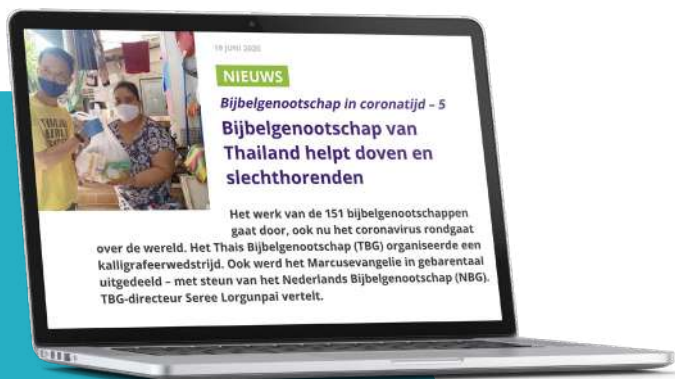 19 JUNI 2020
NIEUWS
Bijbelgenootschap in coronatijd – 5
Bijbelgenootschap van
Thailand helpt doven en
slechthorenden
Het werk van de 151 bijbelgenootschappen
gaat door, ook nu het coronavirus rondgaat
over de wereld. Het Thais Bijbelgenootschap (TBG) organiseerde een
kalligrafeerwedstrijd. Ook werd het Marcusevangelie in gebarentaal
uitgedeeld – met steun van het Nederlands Bijbelgenootschap (NBG).
TBG-directeur Seree Lorgunpai vertelt.